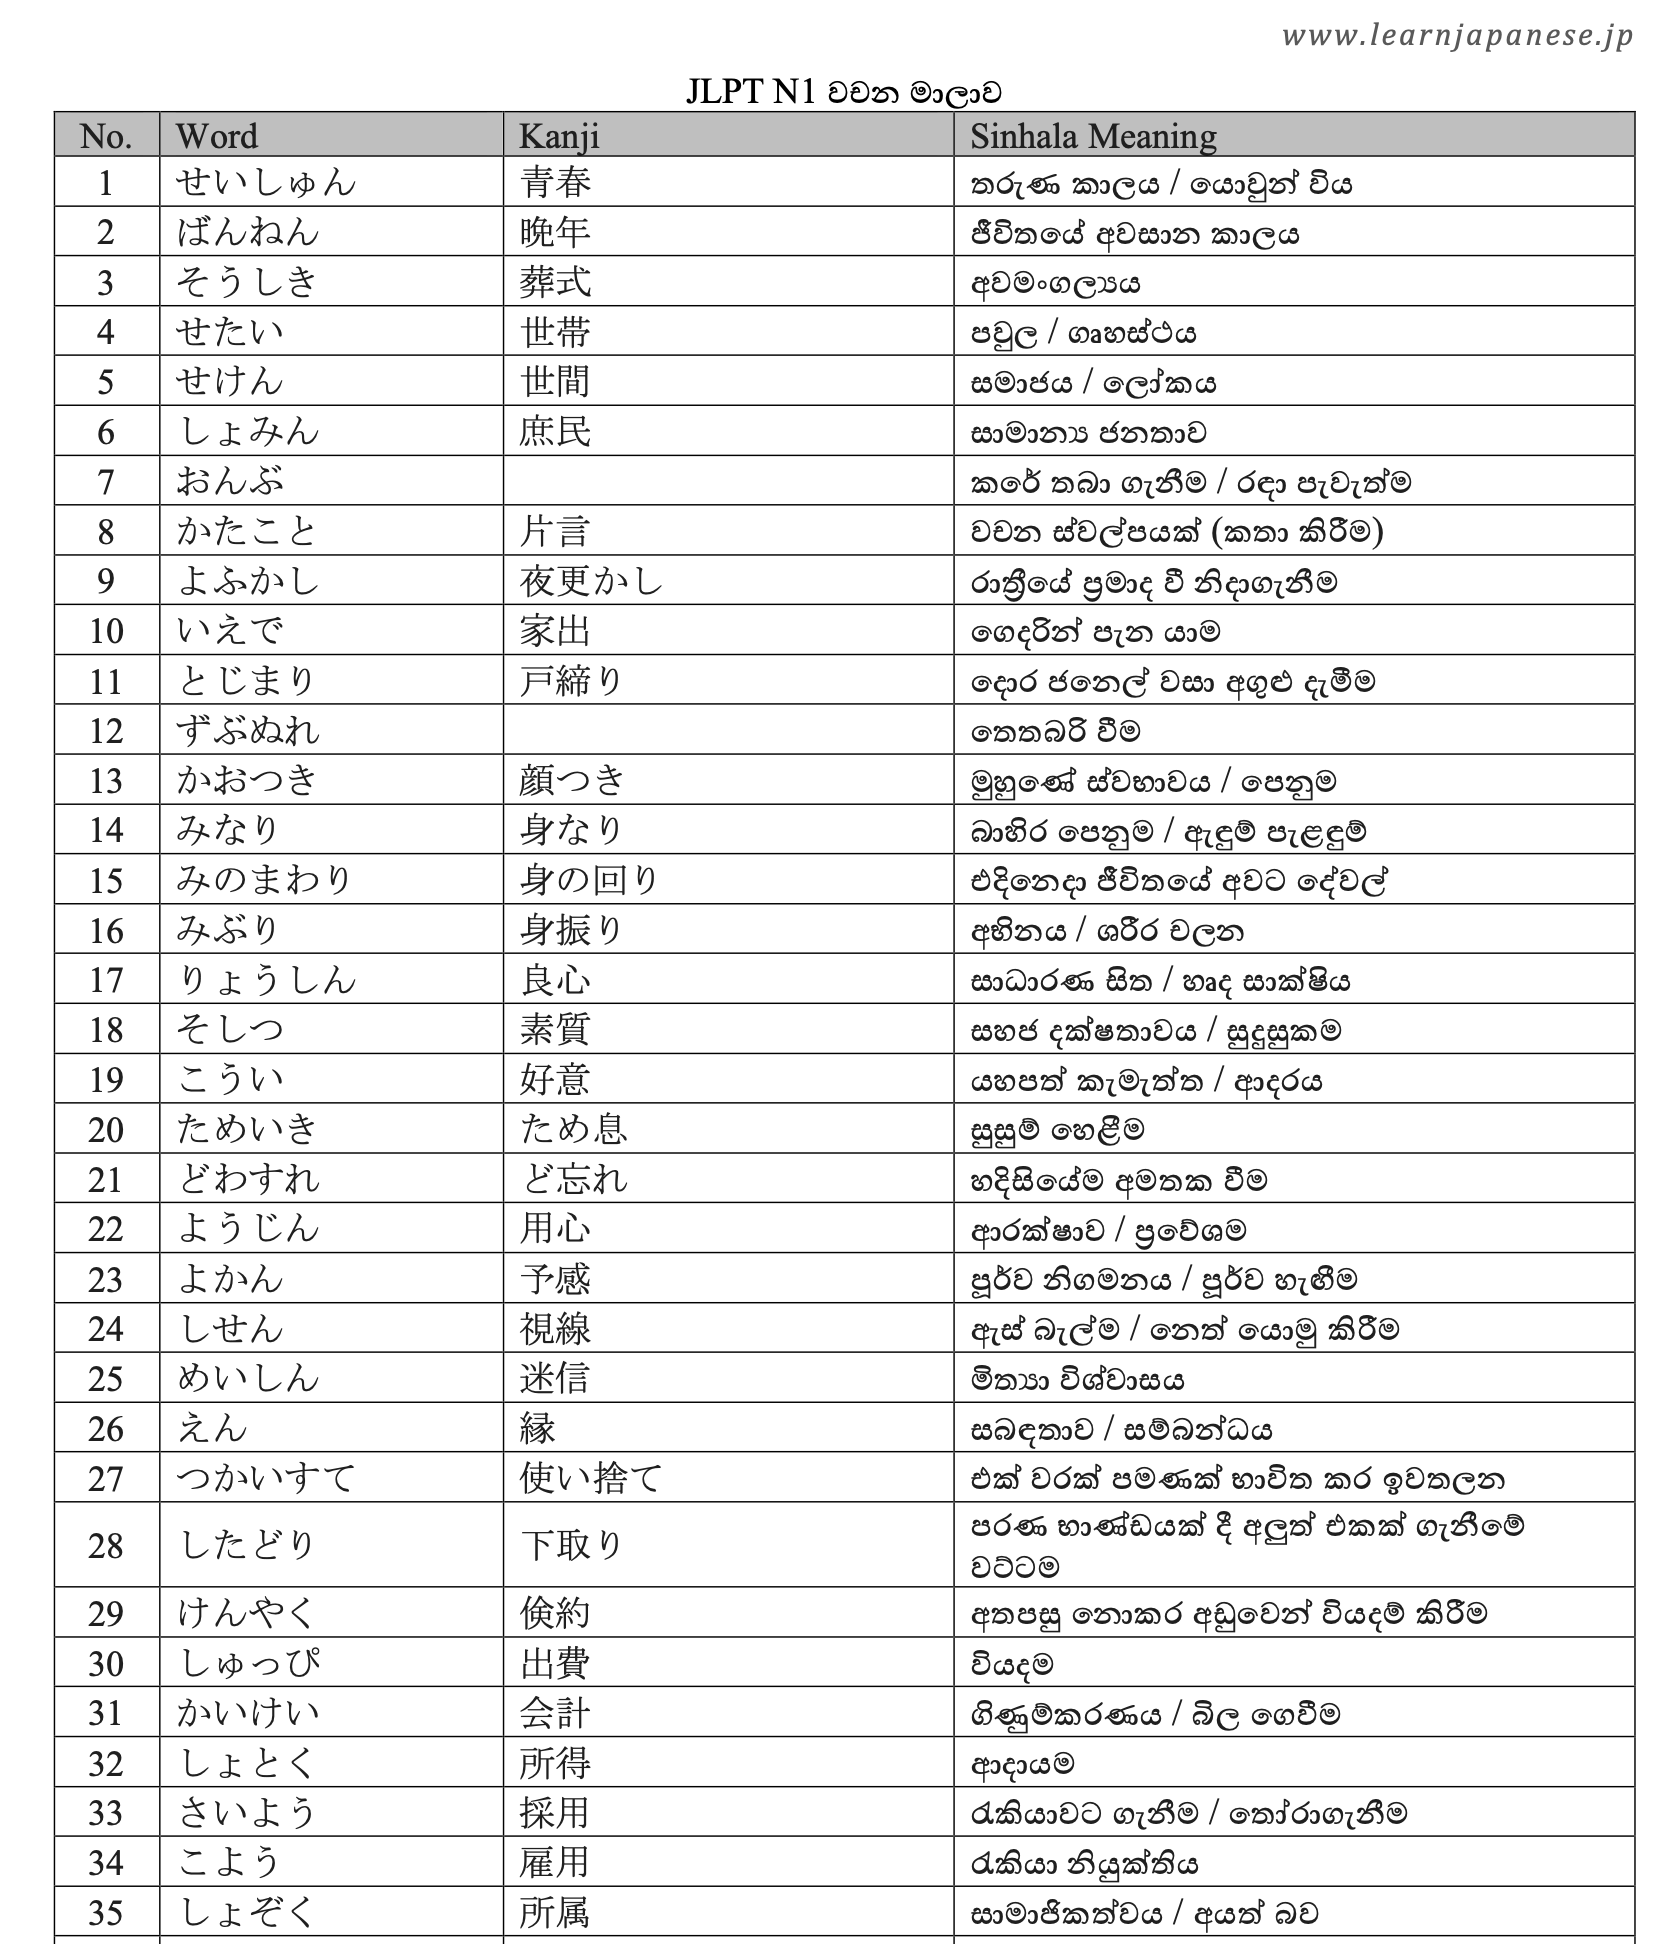 www.learnjapanese.jp
JLPT N1 වචන මාලාව
No. Word Kanji Sinhala Meaning
1 せいしゅん 青春 තරුණ කාලය / යොවුන් විය
2 ばんねん 晩年 ජීවිතයේ අවසාන කාලය
3 そうしき 葬式 අවමංගල්‍යය
4 せたい 世帯 පවුල / ගෘහස්ථය
5 せけん 世間 සමාජය / ලෝකය
6 しょみん 庶民 සාමාන්‍ය ජනතාව
7 おんぶ කරේ තබා ගැනීම / රඳා පැවැත්ම
8 かたこと 片言 වචන ස්වල්පයක් (කතා කිරීම)
9 よふかし 夜更かし රාත්‍රියේ ප්‍රමාද වී නිදාගැනීම
10 いえで 家出 ගෙදරින් පැන යාම
11 とじまり 戸締り දොර ජනෙල් වසා අගුළු දැමීම
12 ずぶぬれ තෙතබරි වීම
13 かおつき 顔つき මුහුණේ ස්වභාවය / පෙනුම
14 みなり 身なり බාහිර පෙනුම / ඇඳුම් පැළඳුම්
15 みのまわり 身の回り එදිනෙදා ජීවිතයේ අවට දේවල්
16 みぶり 身振り අභිනය / ශරීර චලන
17 りょうしん 良心 සාධාරණ සිත / හෘද සාක්ෂිය
18 そしつ 素質 සහජ දක්ෂතාවය / සුදුසුකම
19 こうい 好意 යහපත් කැමැත්ත / ආදරය
20 ためいき ため息 සුසුම් හෙළීම
21 どわすれ ど忘れ හදිසියේම අමතක වීම
22 ようじん 用心 ආරක්ෂාව / ප්‍රවේශම
23 よかん 予感 පූර්ව නිගමනය / පූර්ව හැඟීම
24 しせん 視線 ඇස් බැල්ම / නෙත් යොමු කිරීම
25 めいしん 迷信 මිත්‍යා විශ්වාසය
26 えん 縁 සබඳතාව / සම්බන්ධය
27 つかいすて 使い捨て එක් වරක් පමණක් භාවිත කර ඉවතලන
28 したどり 下取り පරණ භාණ්ඩයක් දී අලුත් එකක් ගැනීමේ
වට්ටම
29 けんやく 倹約 අතපසු නොකර අඩුවෙන් වියදම් කිරීම
30 しゅっぴ 出費 වියදම
31 かいけい 会計 ගිණුම්කරණය / බිල ගෙවීම
32 しょとく 所得 ආදායම
33 さいよう 採用 රැකියාවට ගැනීම / තෝරාගැනීම
34 こよう 雇用 රැකියා නියුක්තිය
35 しょぞく 所属 සාමාජිකත්වය / අයත් බව